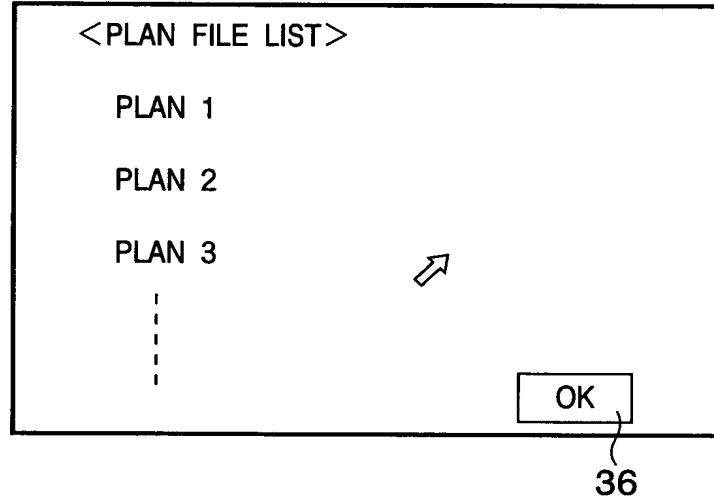 <PLAN FILE LIST>
PLAN 1
PLAN 2
PLAN 3
OK
36